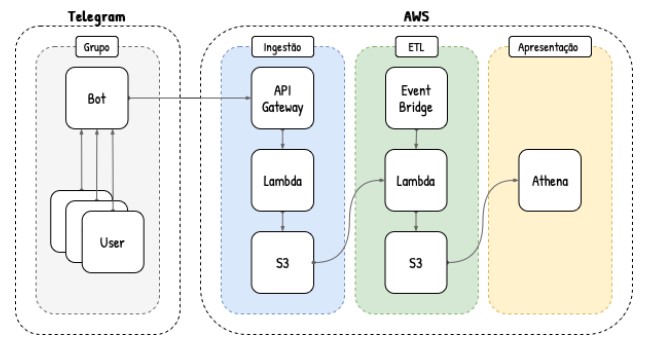 Telegram
AWS
Grupo
Ingestão
ETL
Apresentação
Bot
API
Gateway
Event
Bridge
Lambda
Lambda
Athena
User
S3
S3